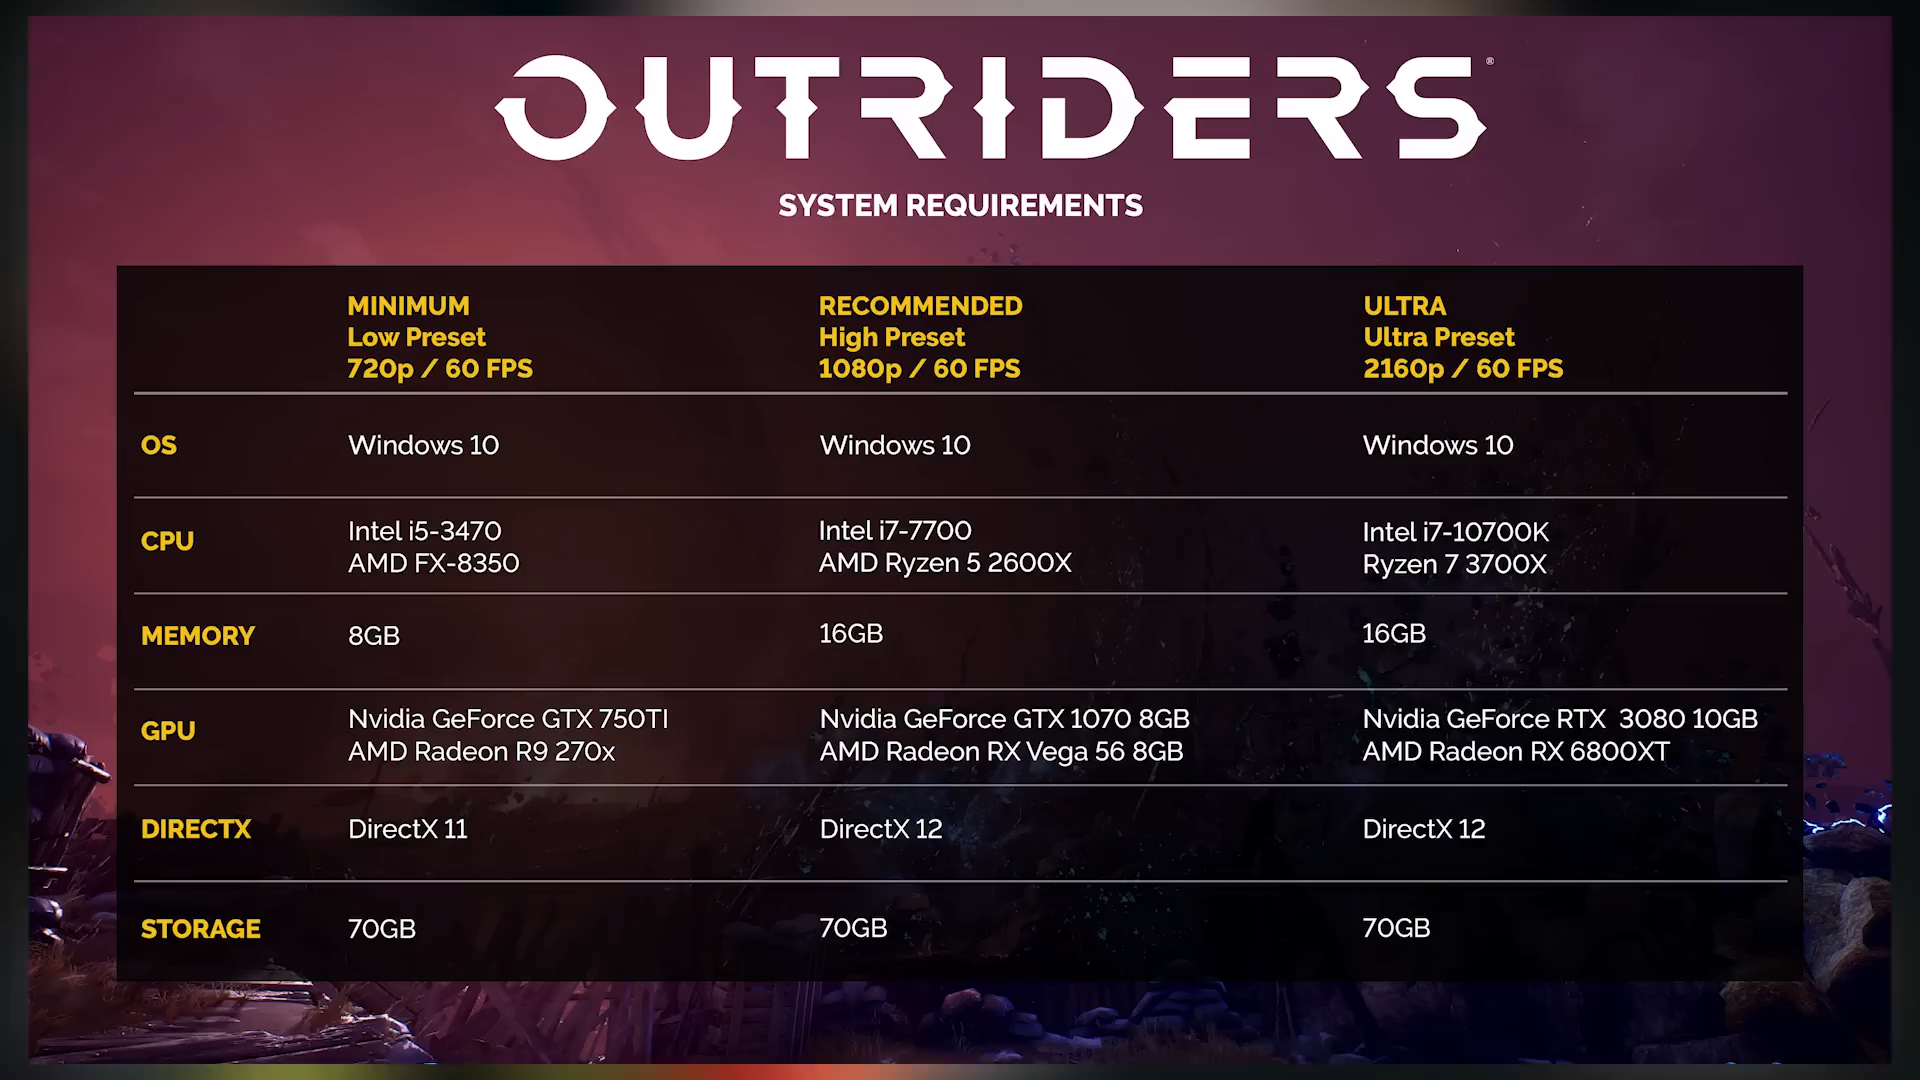 OUTRIDERS®
SYSTEM REQUIREMENTS
MINIMUM
Low Preset
720p / 60 FPS
RECOMMENDED
High Preset
1080p / 60 FPS
ULTRA
Ultra Preset
2160p / 60 FPS
OS
Windows 10
Windows 10
Windows 10
CPU
Intel i5-3470
AMD FX-8350
Intel i7-7700
AMD Ryzen 5 2600X
Intel i7-10700K
Ryzen 7 3700X
MEMORY
8GB
16GB
16GB
GPU
Nvidia GeForce GTX 750TI
AMD Radeon R9 270x
Nvidia GeForce GTX 1070 8GB
AMD Radeon RX Vega 56 8GB
Nvidia GeForce RTX  3080 10GB
AMD Radeon RX 6800XT
DIRECTX
DirectX 11
DirectX 12
DirectX 12
STORAGE
70GB
70GB
70GB